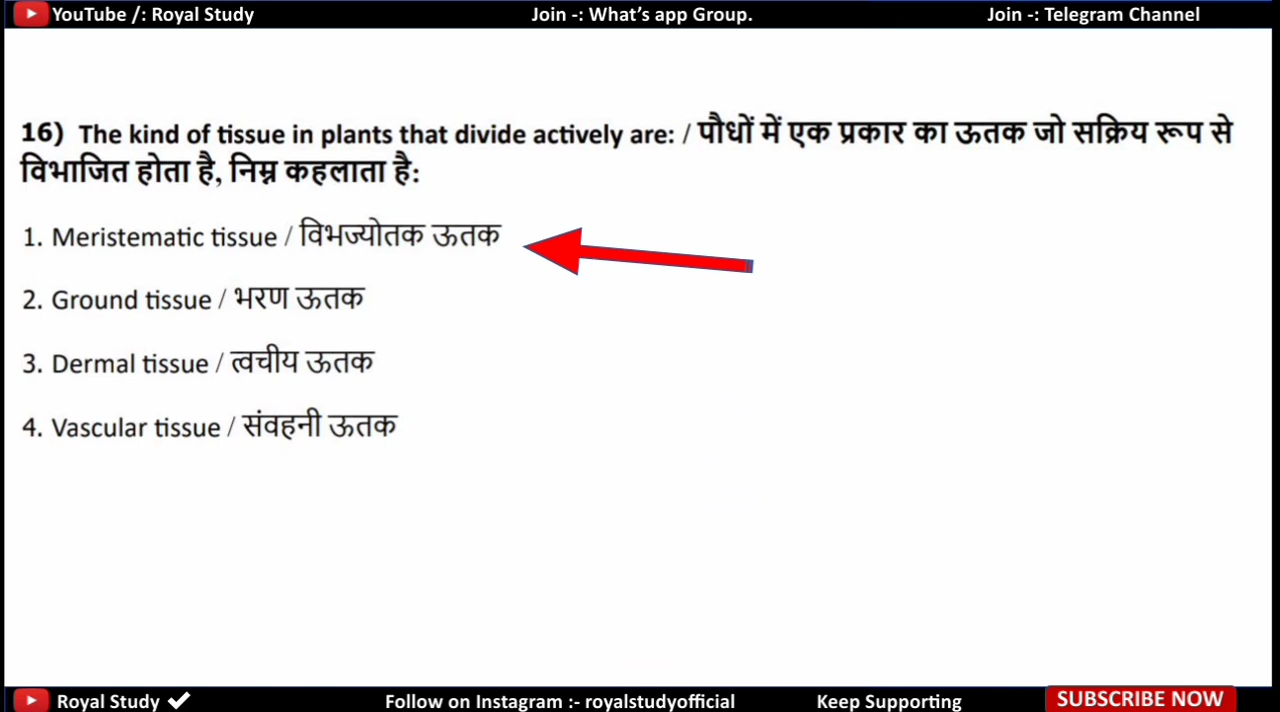 YouTube /: Royal Study Join -: What’s app Group. Join -: Telegram Channel
16) The kind of tissue in plants that divide actively are: / पौधों में एक प्रकार का ऊतक जो सक्रिय रूप से
विभाजित होता है, निम्न कहलाता है:
1. Meristematic tissue / विभज्योतक ऊतक
2. Ground tissue / भरण ऊतक
3. Dermal tissue / त्वचीय ऊतक
4. Vascular tissue / संवहनी ऊतक
Royal Study Follow on Instagram :- royalstudyofficial Keep Supporting SUBSCRIBE NOW